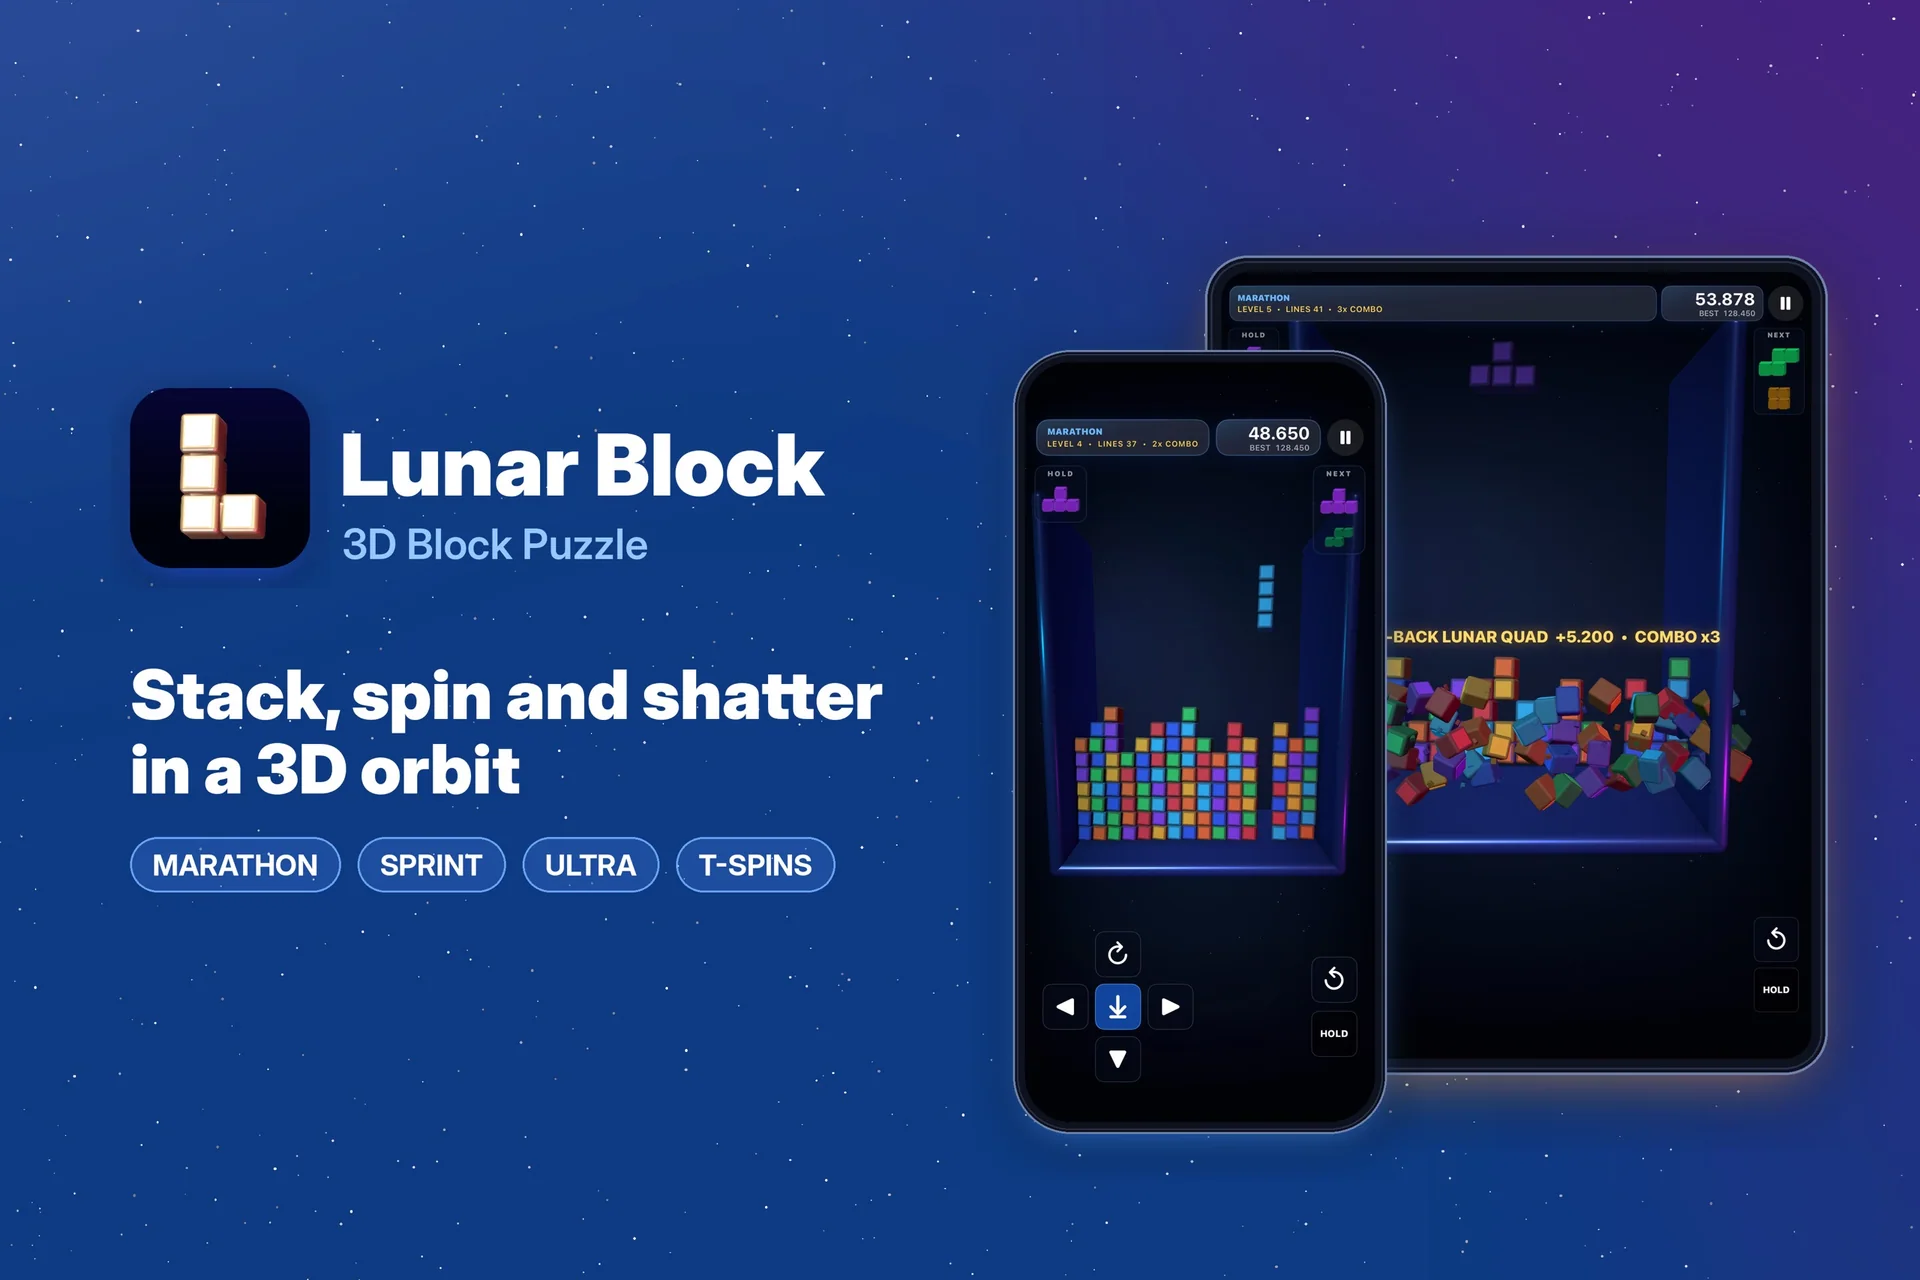 Lunar Block
3D Block Puzzle
Stack, spin and shatter
in a 3D orbit
MARATHON
SPRINT
ULTRA
T-SPINS
MARATHON
LEVEL 4 • LINES 37 • 2x COMBO
48.650
BEST 128.450
HOLD
NEXT
HOLD
MARATHON
LEVEL 5 • LINES 41 • 3x COMBO
53.878
BEST 128.450
HOLD
NEXT
-BACK LUNAR QUAD +5.200 • COMBO x3
HOLD